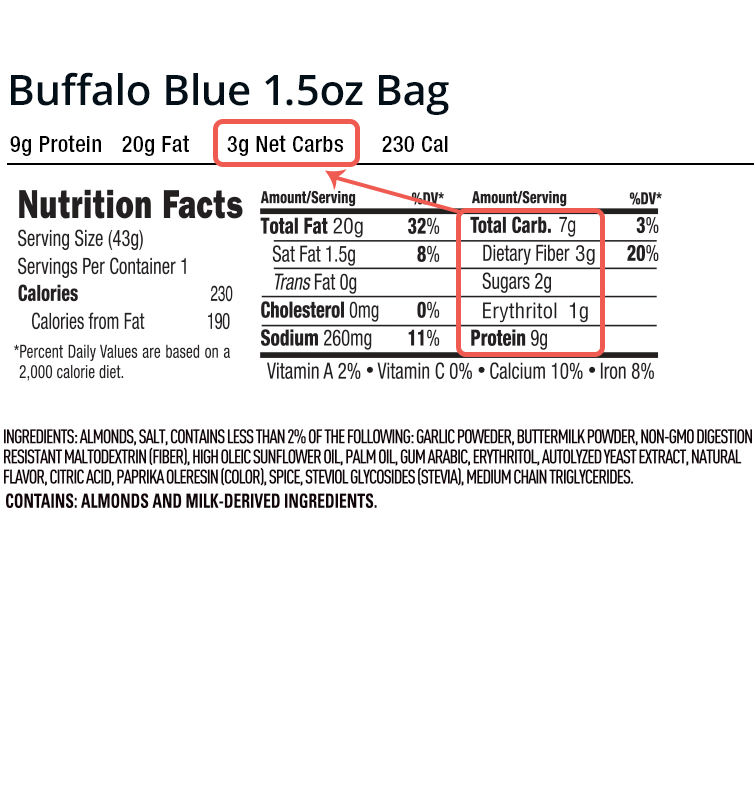 Buffalo Blue 1.5oz Bag
9g Protein 20g Fat 3g Net Carbs 230 Cal
Nutrition Facts
Serving Size (43g)
Servings Per Container 1
Calories 230
Calories from Fat 190
*Percent Daily Values are based on a
2,000 calorie diet.
Amount/Serving %DV*
Total Fat 20g 32%
Sat Fat 1.5g 8%
Trans Fat 0g
Cholesterol 0mg 0%
Sodium 260mg 11%
Amount/Serving %DV*
Total Carb. 7g 3%
Dietary Fiber 3g 20%
Sugars 2g
Erythritol 1g
Protein 9g
Vitamin A 2% • Vitamin C 0% • Calcium 10% • Iron 8%
INGREDIENTS: ALMONDS, SALT, CONTAINS LESS THAN 2% OF THE FOLLOWING: GARLIC POWEDER, BUTTERMILK POWDER, NON-GMO DIGESTION
RESISTANT MALTODEXTRIN (FIBER), HIGH OLEIC SUNFLOWER OIL, PALM OIL, GUM ARABIC, ERYTHRITOL, AUTOLYZED YEAST EXTRACT, NATURAL
FLAVOR, CITRIC ACID, PAPRIKA OLERESIN (COLOR), SPICE, STEVIOL GLYCOSIDES (STEVIA), MEDIUM CHAIN TRIGLYCERIDES.
CONTAINS: ALMONDS AND MILK-DERIVED INGREDIENTS.